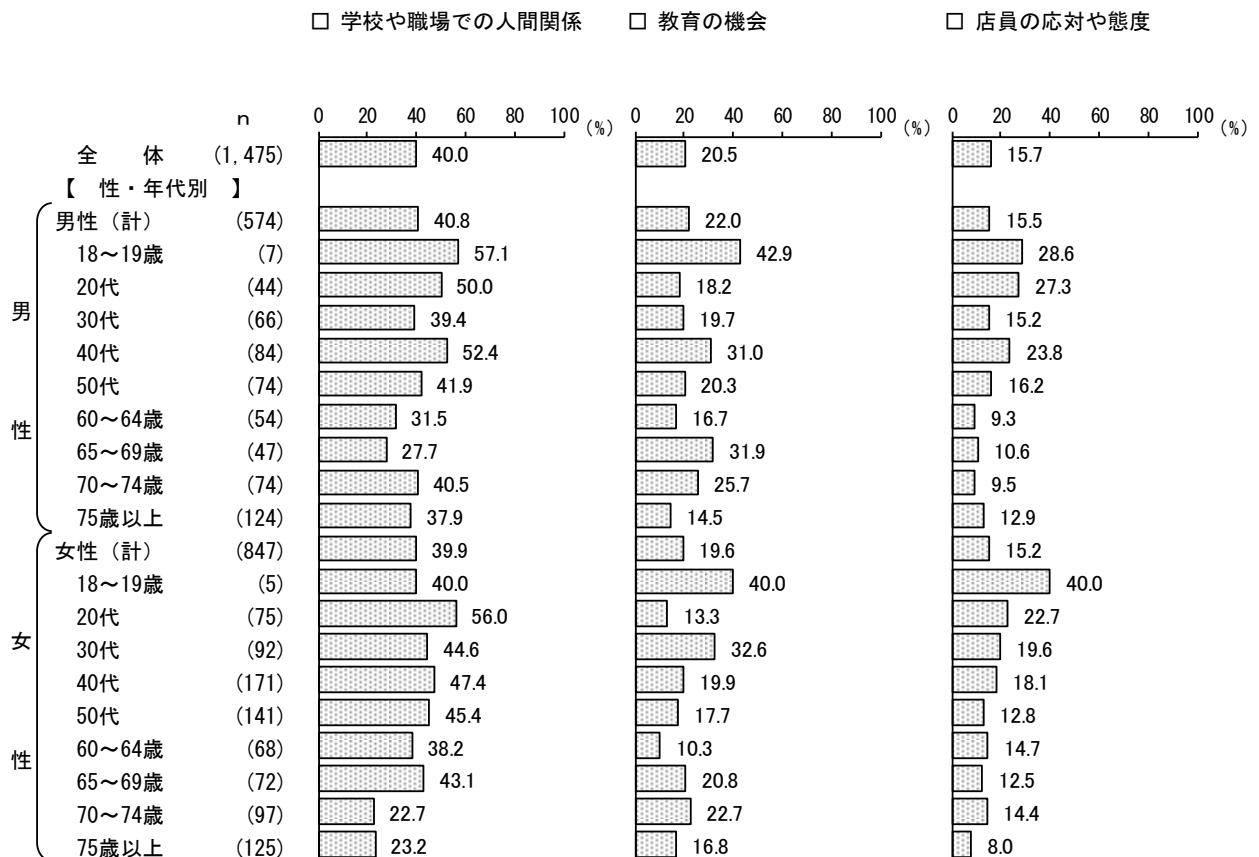 □ 学校や職場での人間関係 □ 教育の機会 □ 店員の応対や態度
n 0 20 40 60 80 100 (%) 0 20 40 60 80 100 (%) 0 20 40 60 80 100 (%)
全 体 (1,475) 40.0 20.5 15.7
【 性・年代別 】
男性（計） (574) 40.8 22.0 15.5
18～19歳 (7) 57.1 42.9 28.6
20代 (44) 50.0 18.2 27.3
男
30代 (66) 39.4 19.7 15.2
40代 (84) 52.4 31.0 23.8
50代 (74) 41.9 20.3 16.2
60～64歳 (54) 31.5 16.7 9.3
性
65～69歳 (47) 27.7 31.9 10.6
70～74歳 (74) 40.5 25.7 9.5
75歳以上 (124) 37.9 14.5 12.9
女性（計） (847) 39.9 19.6 15.2
18～19歳 (5) 40.0 40.0 40.0
20代 (75) 56.0 13.3 22.7
女
30代 (92) 44.6 32.6 19.6
40代 (171) 47.4 19.9 18.1
50代 (141) 45.4 17.7 12.8
60～64歳 (68) 38.2 10.3 14.7
性
65～69歳 (72) 43.1 20.8 12.5
70～74歳 (97) 22.7 22.7 14.4
75歳以上 (125) 23.2 16.8 8.0